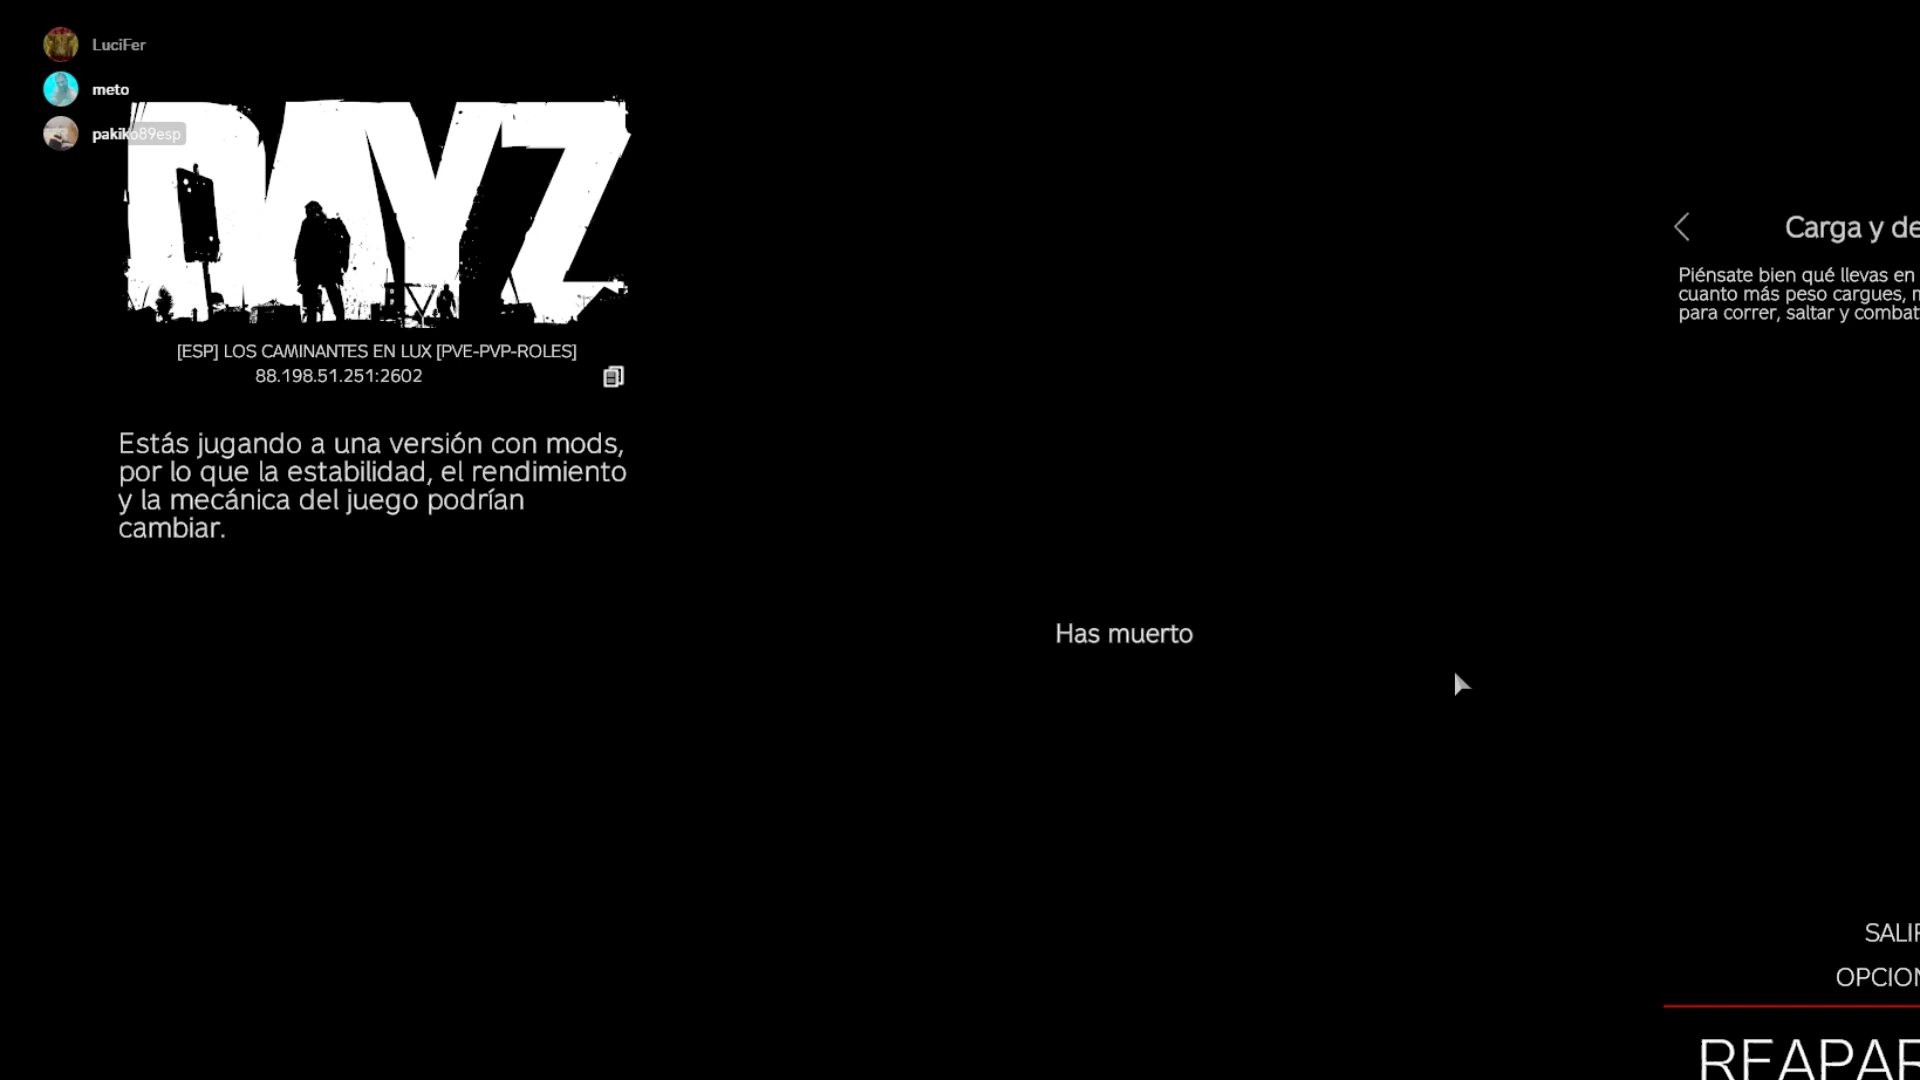 LuciFer
meto
pakiko89esp
DAYZ
[ESP] LOS CAMINANTES EN LUX [PVE-PVP-ROLES]
88.198.51.251:2602
Estás jugando a una versión con mods,
por lo que la estabilidad, el rendimiento
y la mecánica del juego podrían
cambiar.
Carga y de
Piénsate bien qué llevas en
cuanto más peso cargues, m
para correr, saltar y combat
Has muerto
SALIR
OPCION
REAPAR